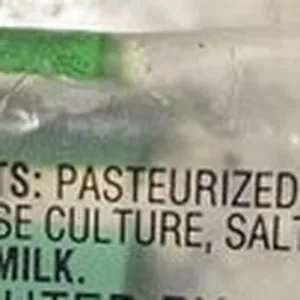 TS: PASTEURIZED
SE CULTURE, SALT
MILK.